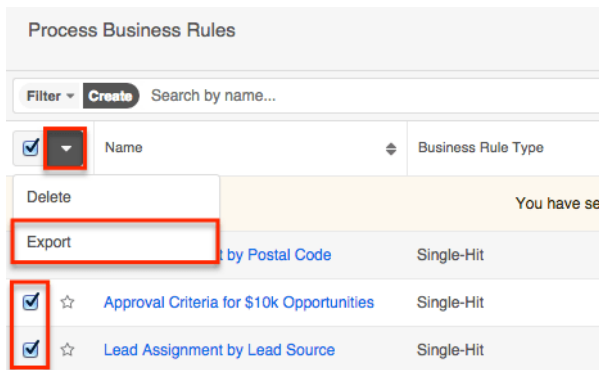 Process Business Rules
Filter Create Search by name...
Name Business Rule Type
Delete
You have se
Export
by Postal Code Single-Hit
Approval Criteria for $10k Opportunities Single-Hit
Lead Assignment by Lead Source Single-Hit